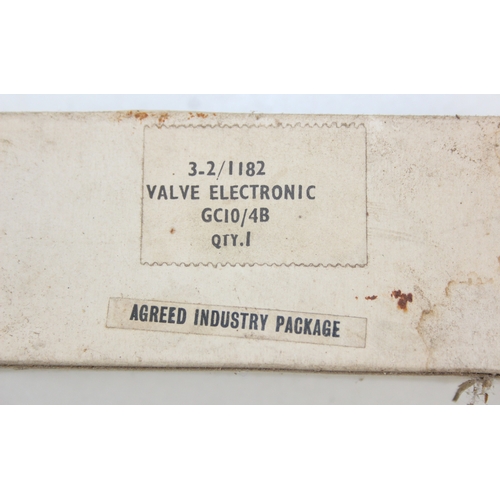 3-2/1182
VALVE ELECTRONIC
GC10/4B
QTY.1
AGREED INDUSTRY PACKAGE